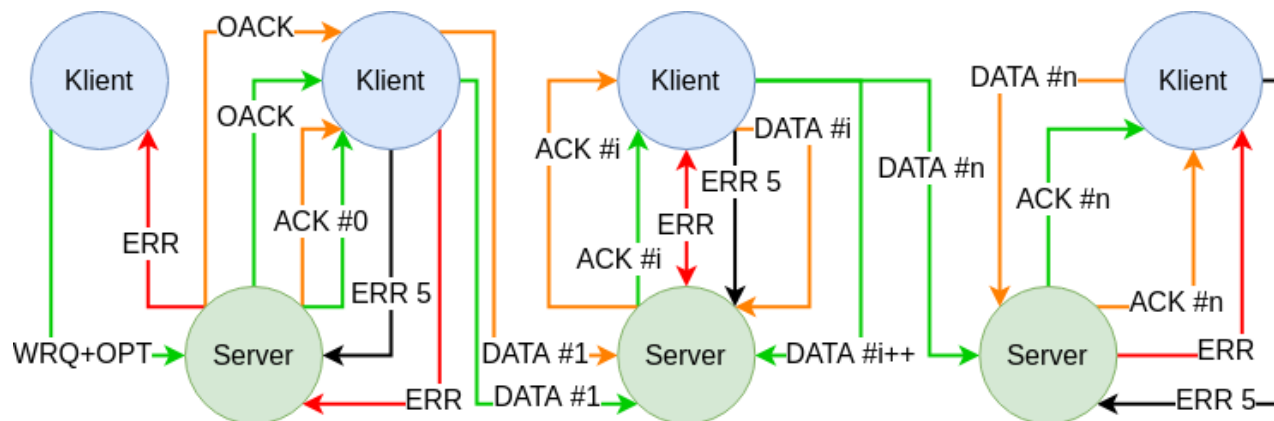 OACK
Klient
Klient
Klient
Klient
DATA #n
OACK
DATA #i
ACK #i
DATA #n
ERR 5
ACK #n
ACK #0
ERR
ERR
ACK #i
ERR 5
ACK #n
WRQ+OPT
Server
DATA #1
Server
DATA #i++
Server
ERR
ERR
DATA #1
ERR 5